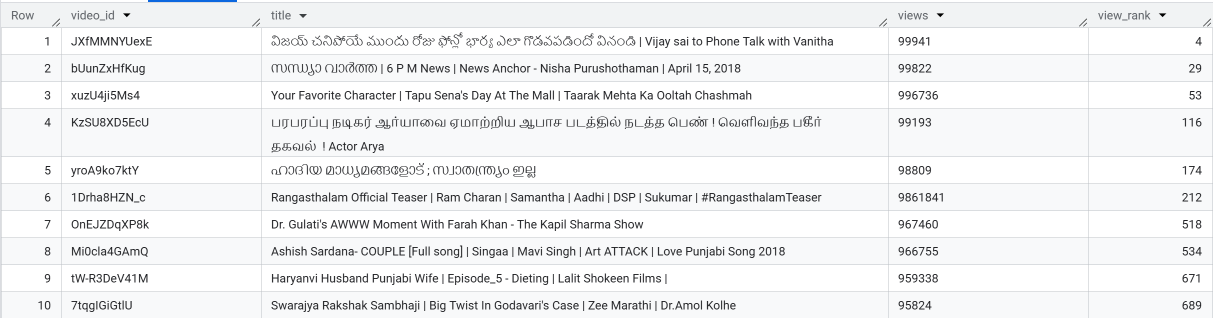 Row video_id title views view_rank
1 JXfMMNYUexE విజయ్ చనిపోయే ముందు రోజు ఫోన్లో భార్య ఎలా గొడవపడిందో వినండి | Vijay sai to Phone Talk with Vanitha 99941 4
2 bUunZxHfKug സന്ധ്യാ വാർത്ത | 6 P M News | News Anchor - Nisha Purushothaman | April 15, 2018 99822 29
3 xuzU4ji5Ms4 Your Favorite Character | Tapu Sena's Day At The Mall | Taarak Mehta Ka Ooltah Chashmah 996736 53
4 KzSU8XD5EcU பரபரப்பு நடிகர் ஆர்யாவை ஏமாற்றிய ஆபாச படத்தில் நடத்த பெண் ! வெளிவந்த பகீர் 99193 116
தகவல் ! Actor Arya
5 yroA9ko7ktY ഹാദിയ മാധ്യമങ്ങളോട് ; സ്വാതന്ത്ര്യം ഇല്ല 98809 174
6 1Drha8HZN_c Rangasthalam Official Teaser | Ram Charan | Samantha | Aadhi | DSP | Sukumar | #RangasthalamTeaser 9861841 212
7 OnEJZDqXP8k Dr. Gulati's AWWW Moment With Farah Khan - The Kapil Sharma Show 967460 518
8 Mi0cla4GAmQ Ashish Sardana- COUPLE [Full song] | Singaa | Mavi Singh | Art ATTACK | Love Punjabi Song 2018 966755 534
9 tW-R3DeV41M Haryanvi Husband Punjabi Wife | Episode_5 - Dieting | Lalit Shokeen Films | 959338 671
10 7tqgIGiGtlU Swarajya Rakshak Sambhaji | Big Twist In Godavari's Case | Zee Marathi | Dr.Amol Kolhe 95824 689